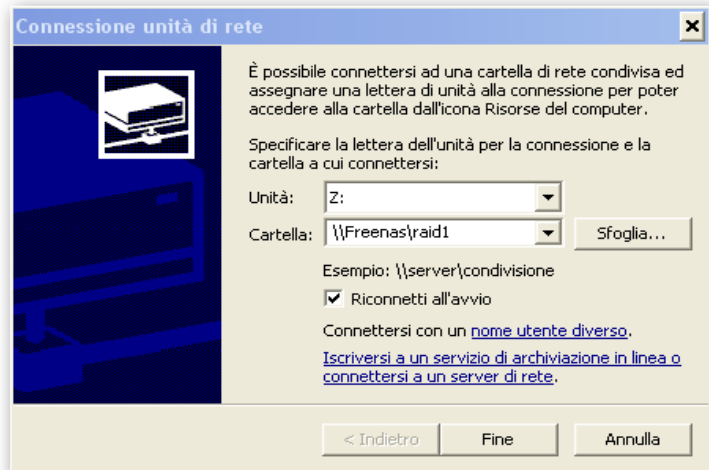 Connessione unità di rete
È possibile connettersi ad una cartella di rete condivisa ed
assegnare una lettera di unità alla connessione per poter
accedere alla cartella dall'icona Risorse del computer.
Specificare la lettera dell'unità per la connessione e la
cartella a cui connettersi:
Unità: Z:
Cartella: \\Freenas\raid1 Sfoglia...
Esempio: \\server\condivisione
Riconnetti all'avvio
Connettersi con un nome utente diverso.
Iscriversi a un servizio di archiviazione in linea o
connettersi a un server di rete.
< Indietro Fine Annulla